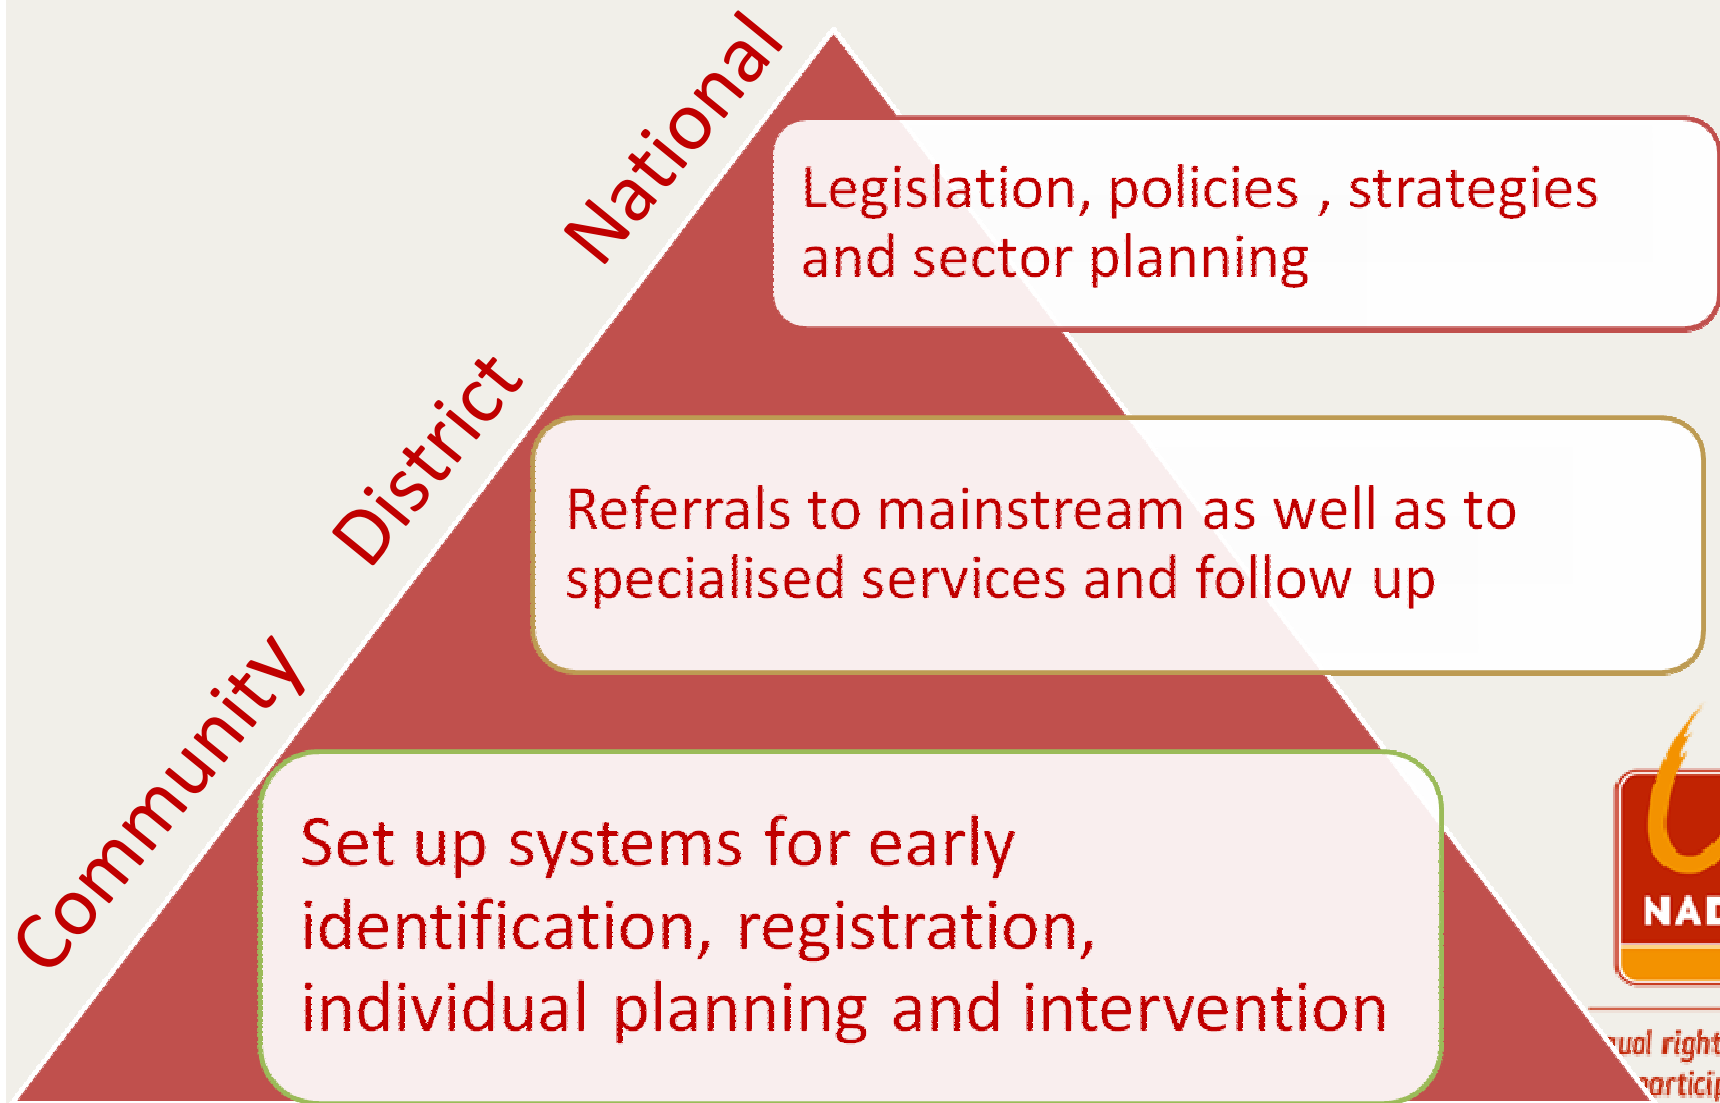 National
Legislation, policies , strategies
and sector planning
District
Referrals to mainstream as well as to
specialised services and follow up
Community
Set up systems for early
identification, registration,
individual planning and intervention
NAD